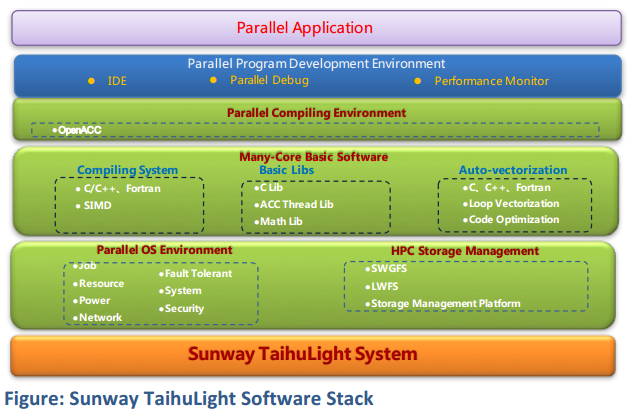 Parallel Application
Parallel Program Development Environment
● IDE ● Parallel Debug ● Performance Monitor
Parallel Compiling Environment
●OpenACC
Many-Core Basic Software
Compiling System
● C/C++、Fortran
● SIMD
Basic Libs
●C Lib
●ACC Thread Lib
●Math Lib
Auto-vectorization
●C、C++、Fortran
●Loop Vectorization
●Code Optimization
Parallel OS Environment
●Job
●Resource
●Power
●Network
●Fault Tolerant
●System
●Security
HPC Storage Management
●SWGFS
●LWFS
●Storage Management Platform
Sunway TaihuLight System
Figure: Sunway TaihuLight Software Stack